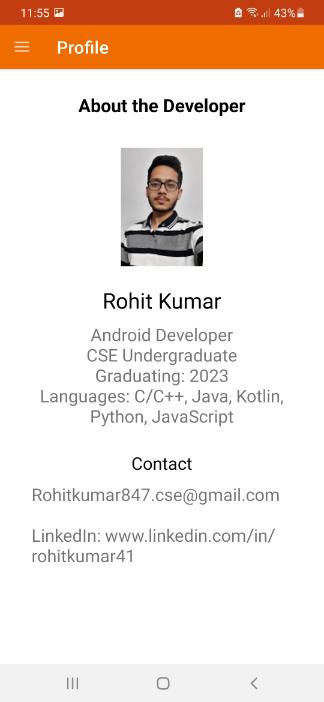 11:55 43%
Profile
About the Developer
Rohit Kumar
Android Developer
CSE Undergraduate
Graduating: 2023
Languages: C/C++, Java, Kotlin,
Python, JavaScript
Contact
Rohitkumar847.cse@gmail.com
LinkedIn: www.linkedin.com/in/
rohitkumar41